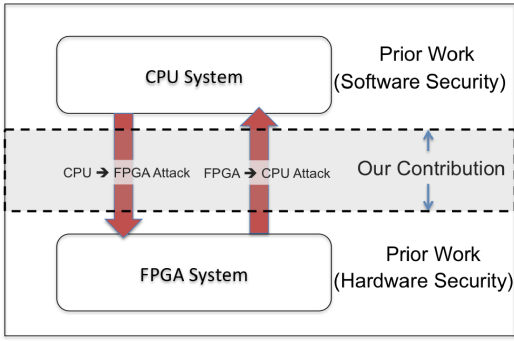 CPU System
Prior Work
(Software Security)
CPU ➔ FPGA Attack
FPGA ➔ CPU Attack
Our Contribution
FPGA System
Prior Work
(Hardware Security)